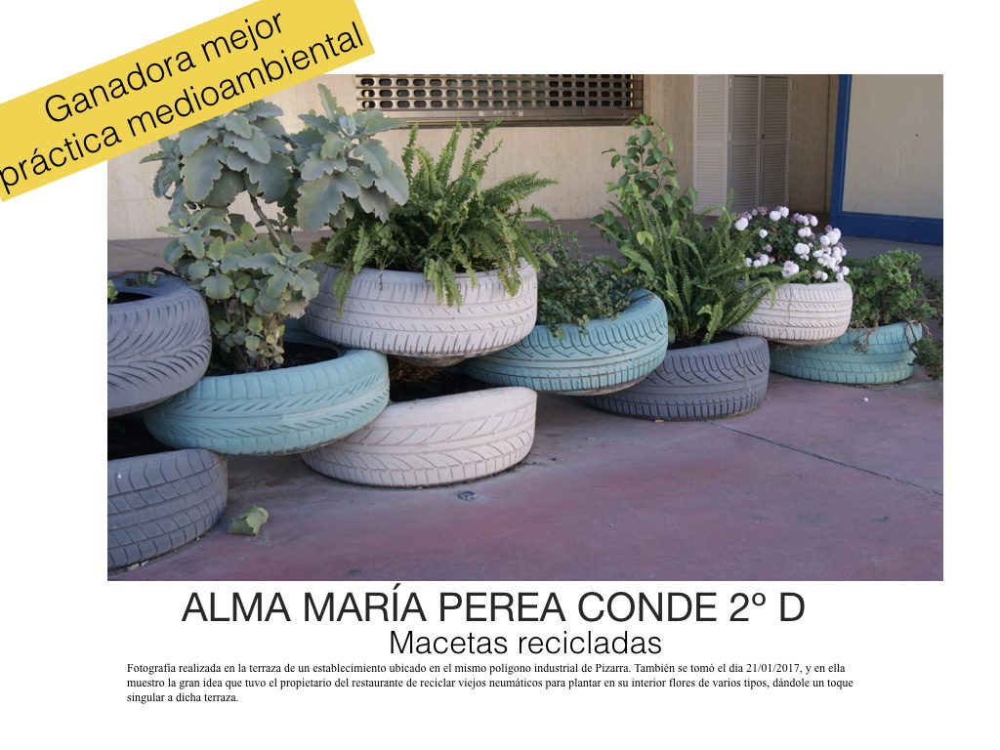 Ganadora mejor
práctica medioambiental
ALMA MARÍA PEREA CONDE 2º D
Macetas recicladas
Fotografía realizada en la terraza de un establecimiento ubicado en el mismo polígono industrial de Pizarra. También se tomó el día 21/01/2017, y en ella
muestro la gran idea que tuvo el propietario del restaurante de reciclar viejos neumáticos para plantar en su interior flores de varios tipos, dándole un toque
singular a dicha terraza.